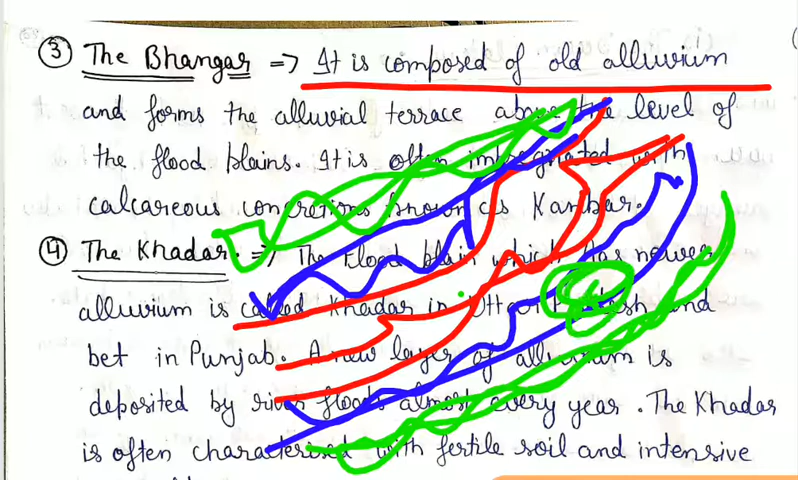 ③ The Bhangar => It is composed of old alluvium
and forms the alluvial terrace above the level of
the flood plains. It is often impregnated with
calcareous concretions known as Kankar.
④ The Khadar. => The flood plain which has newer
alluvium is called Khadar in Uttar Pradesh and
bet in Punjab. A new layer of alluvium is
deposited by river floods almost every year. The Khadar
is often characterised with fertile soil and intensive